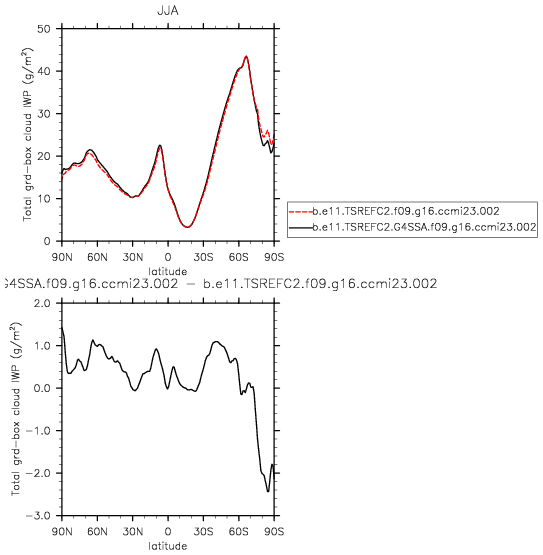 JJA
Total grd-box cloud IWP (g/m²)
50
40
30
20
10
0
90N 60N 30N 0 30S 60S 90S
latitude
b.e11.TSREFC2.f09.g16.ccmi23.002
b.e11.TSREFC2.G4SSA.f09.g16.ccmi23.002
G4SSA.f09.g16.ccmi23.002 - b.e11.TSREFC2.f09.g16.ccmi23.002
Total grd-box cloud IWP (g/m²)
2.0
1.0
0.0
-1.0
-2.0
-3.0
90N 60N 30N 0 30S 60S 90S
latitude